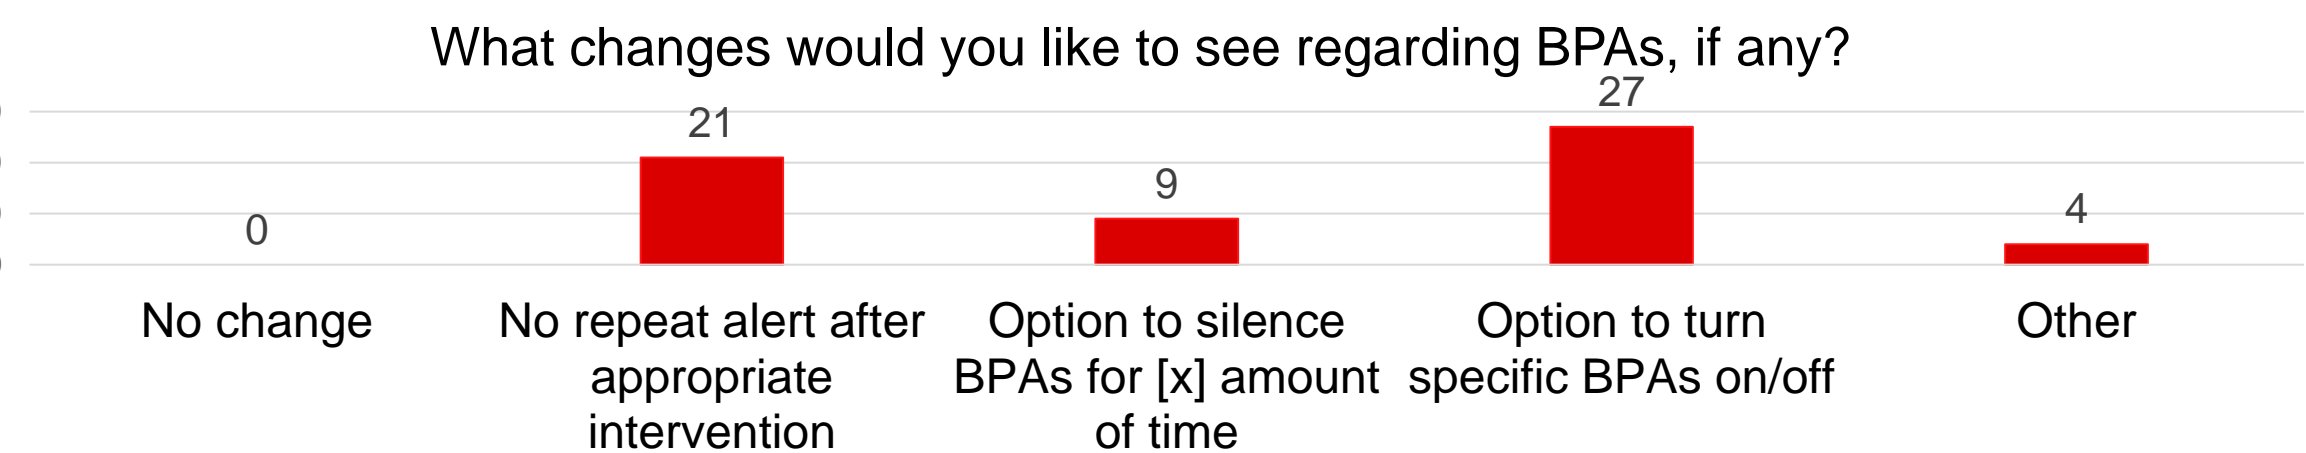 What changes would you like to see regarding BPAs, if any?
27
21
9
4
0
No change
No repeat alert after
appropriate
intervention
Option to silence
BPAs for [x] amount
of time
Option to turn
specific BPAs on/off
Other